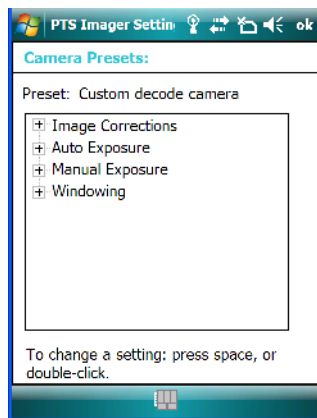 PTS Imager Settin ok
Camera Presets:
Preset: Custom decode camera
Image Corrections
Auto Exposure
Manual Exposure
Windowing
To change a setting: press space, or
double-click.